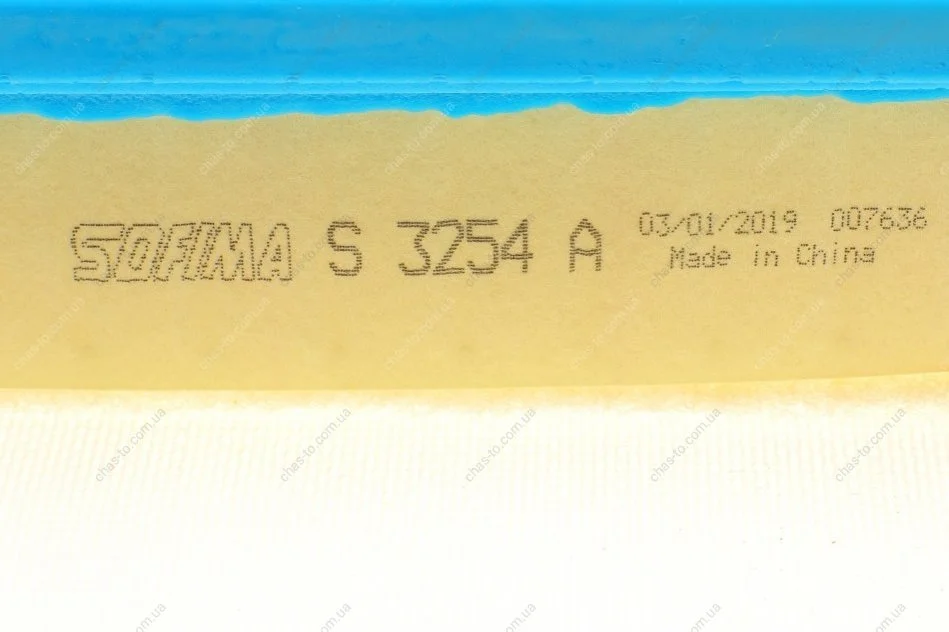 SOFIMA S 3254 A 03/01/2019 007636
Made in China
chas-to.com.ua